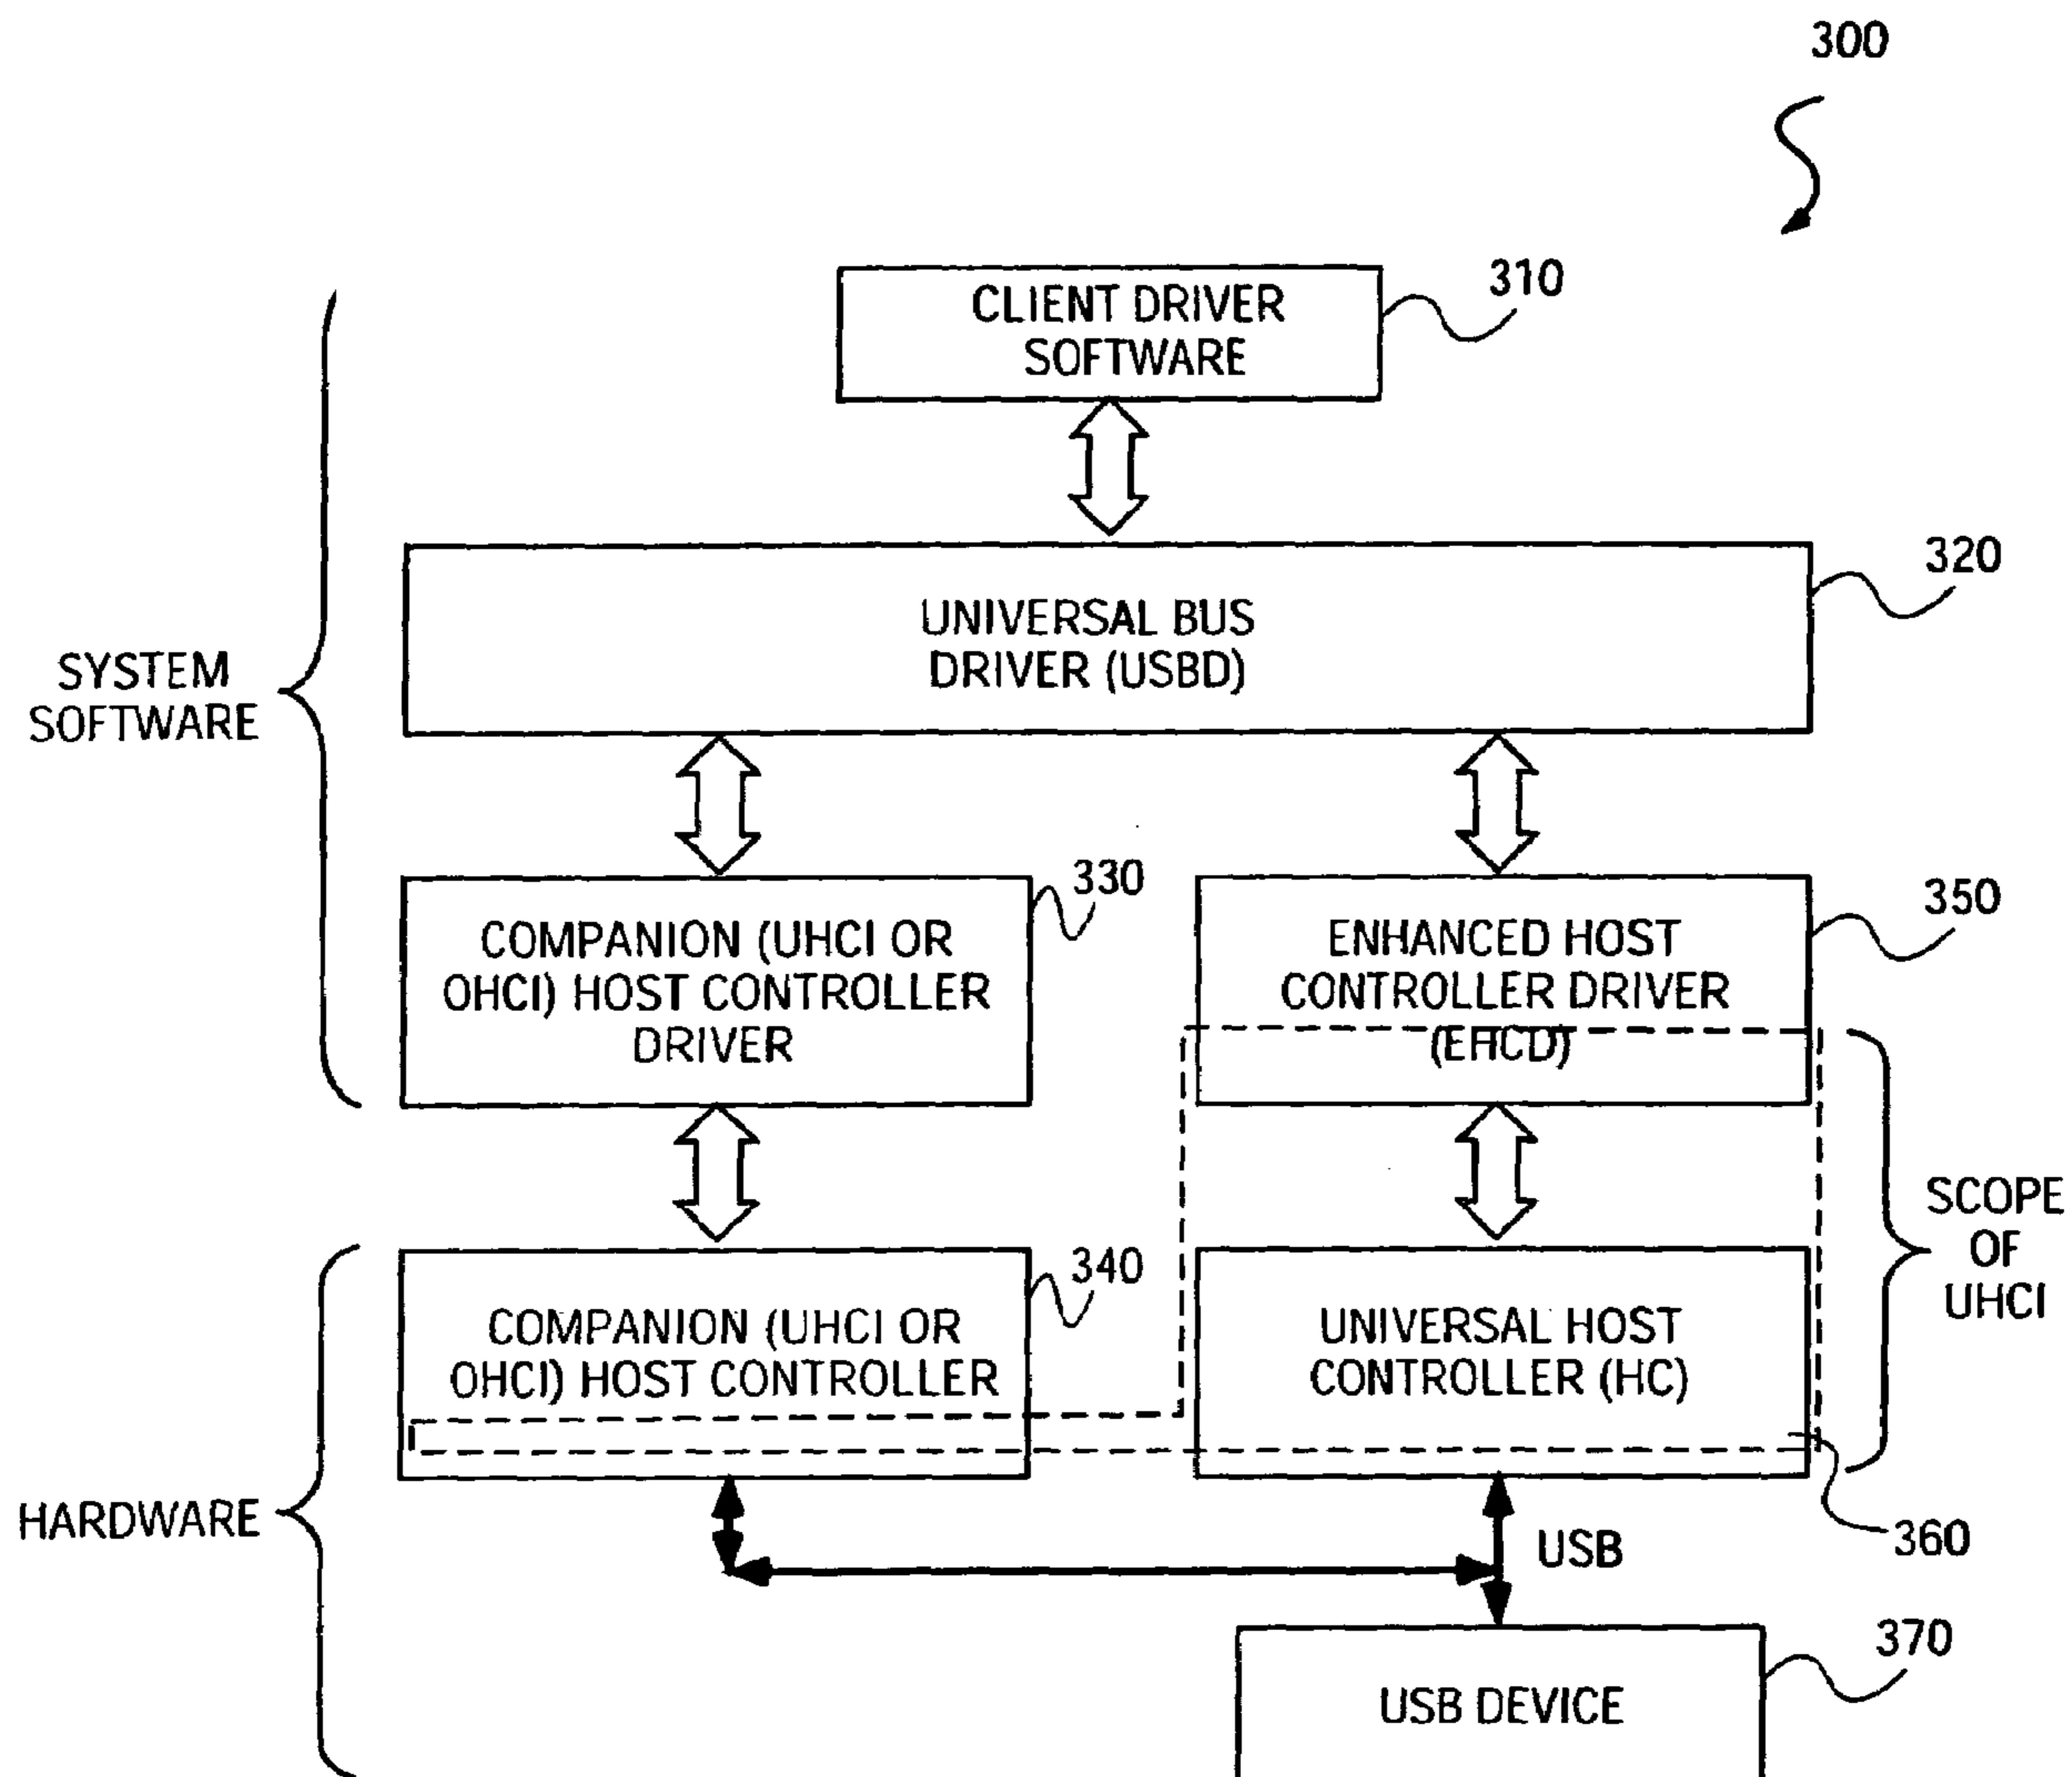 300
310
CLIENT DRIVER
SOFTWARE
320
UNIVERSAL BUS
DRIVER (USBD)
SYSTEM
SOFTWARE
330
COMPANION (UHCI OR
OHCI) HOST CONTROLLER
DRIVER
350
ENHANCED HOST
CONTROLLER DRIVER
(EHCD)
SCOPE
OF
UHCI
340
COMPANION (UHCI OR
OHCI) HOST CONTROLLER
UNIVERSAL HOST
CONTROLLER (HC)
HARDWARE
USB
360
370
USB DEVICE